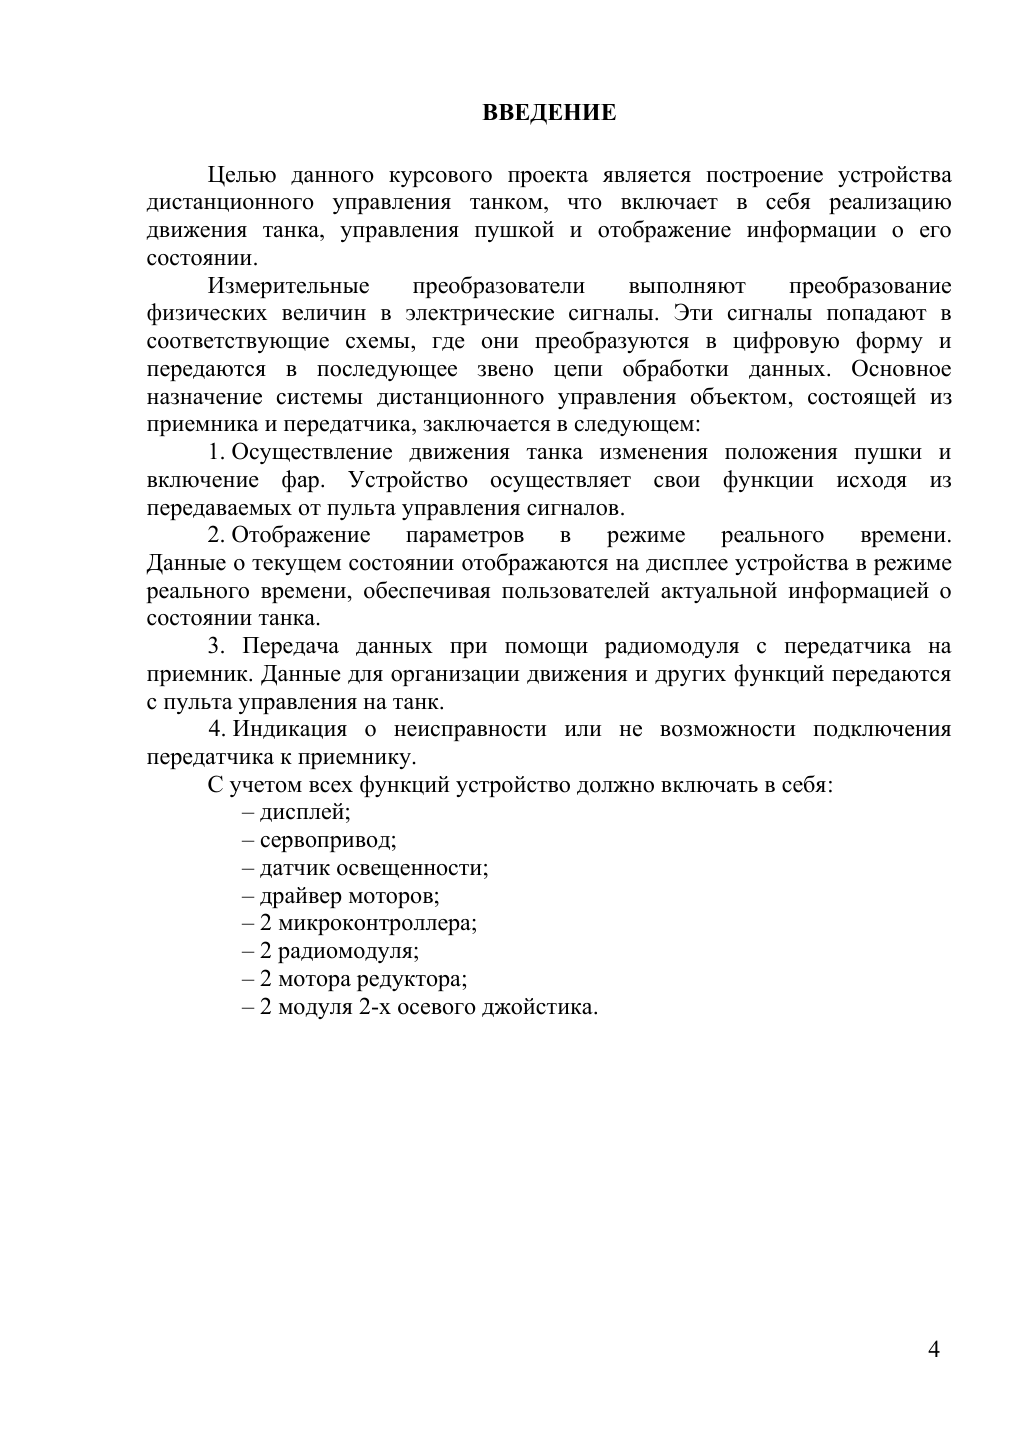 ВВЕДЕНИЕ
Целью данного курсового проекта является построение устройства
дистанционного управления танком, что включает в себя реализацию
движения танка, управления пушкой и отображение информации о его
состоянии.
Измерительные преобразователи выполняют преобразование
физических величин в электрические сигналы. Эти сигналы попадают в
соответствующие схемы, где они преобразуются в цифровую форму и
передаются в последующее звено цепи обработки данных. Основное
назначение системы дистанционного управления объектом, состоящей из
приемника и передатчика, заключается в следующем:
1. Осуществление движения танка изменения положения пушки и
включение фар. Устройство осуществляет свои функции исходя из
передаваемых от пульта управления сигналов.
2. Отображение параметров в режиме реального времени.
Данные о текущем состоянии отображаются на дисплее устройства в режиме
реального времени, обеспечивая пользователей актуальной информацией о
состоянии танка.
3. Передача данных при помощи радиомодуля с передатчика на
приемник. Данные для организации движения и других функций передаются
с пульта управления на танк.
4. Индикация о неисправности или не возможности подключения
передатчика к приемнику.
С учетом всех функций устройство должно включать в себя:
– дисплей;
– сервопривод;
– датчик освещенности;
– драйвер моторов;
– 2 микроконтроллера;
– 2 радиомодуля;
– 2 мотора редуктора;
– 2 модуля 2-х осевого джойстика.
4